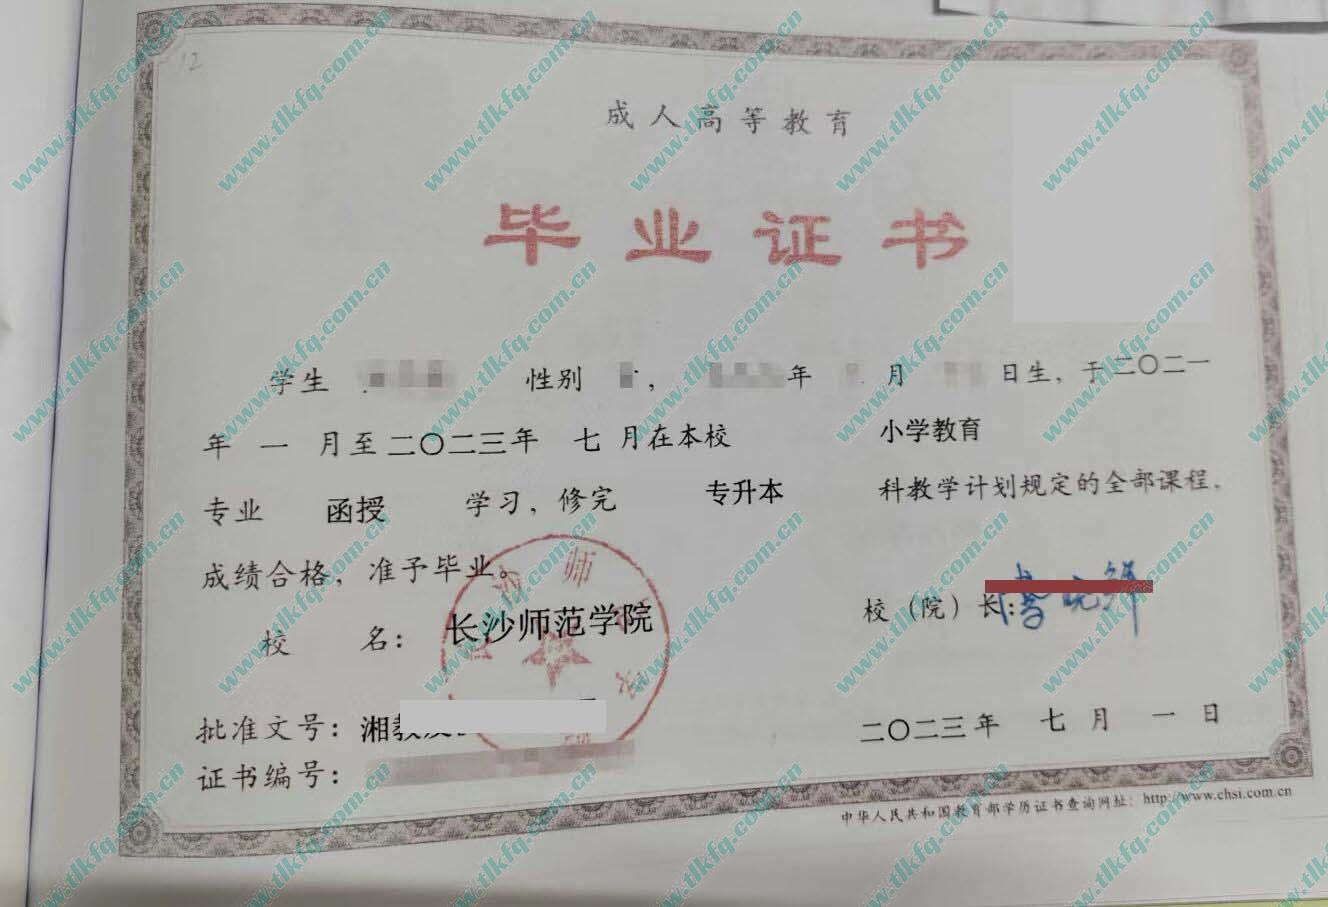 12
成人高等教育
毕业证书
学生 性别 ， 年 月 日生，于二〇二一
年 一 月至二〇二三年 七 月在本校 小学教育
专业 函授 学习，修完 专升本 科教学计划规定的全部课程，
成绩合格，准予毕业。
校 名： 长沙师范学院
校（院）长：
批准文号：湘教
二〇二三年 七 月 一 日
证书编号：
中华人民共和国教育部学历证书查询网址：http://www.chsi.com.cn
www.tlkfq.com.cn